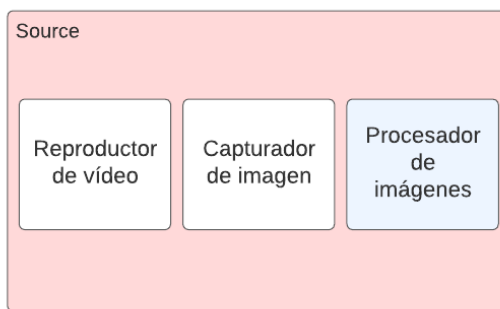 Source
Reproductor
de vídeo
Capturador
de imagen
Procesador
de
imágenes